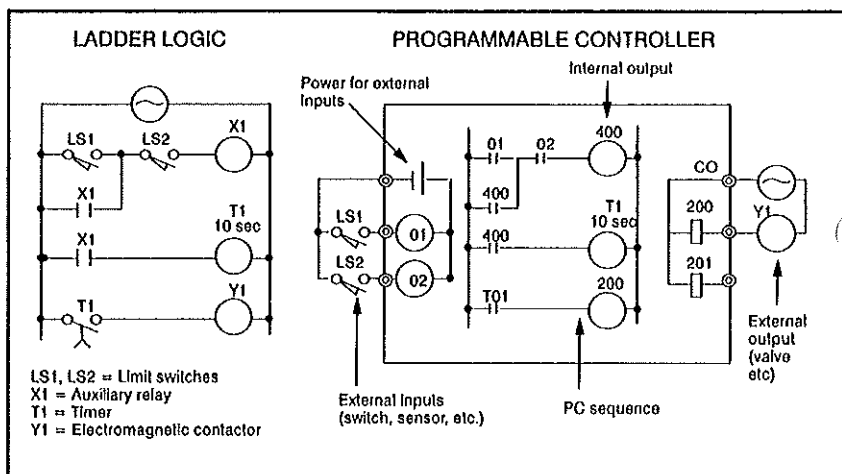 LADDER LOGIC
LS1 LS2 X1
X1
X1
T1
10 sec
T1
Y1
LS1, LS2 = Limit switches
X1 = Auxiliary relay
T1 = Timer
Y1 = Electromagnetic contactor
PROGRAMMABLE CONTROLLER
Power for external
inputs
Internal output
LS1
01
LS2
02
01 02 400
400
400
T1
10 sec
T01
200
CO
200
Y1
201
External inputs
(switch, sensor, etc.)
PC sequence
External
output
(valve
etc)